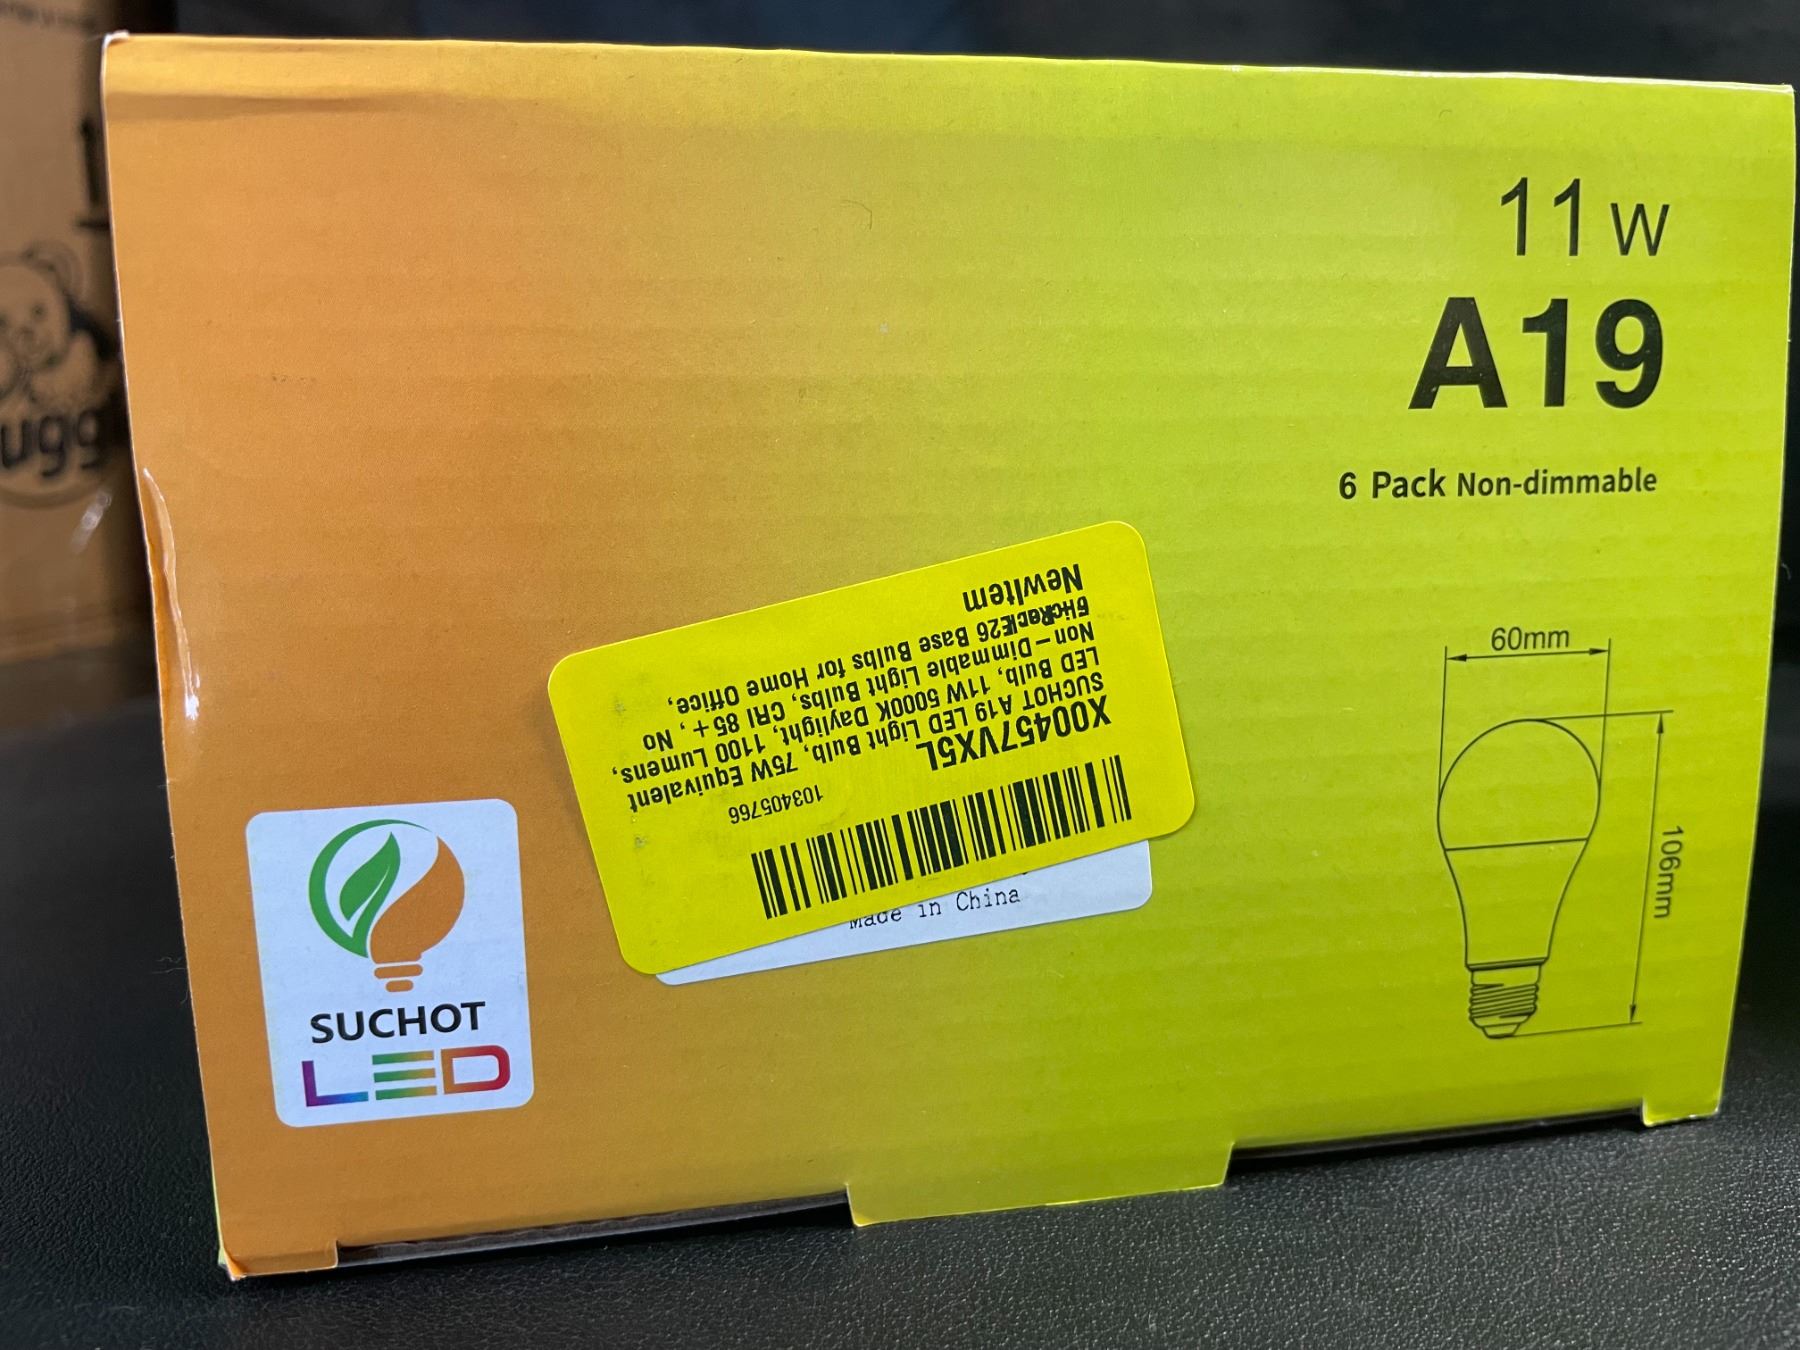 11 W
A19
6 Pack Non-dimmable
60mm
106mm
103405766
X00457VX5L
SUCHOT A19 LED Light Bulb, 75W Equivalent
LED Bulb, 11W 5000K Daylight, 1100 Lumens,
Non-Dimmable Light Bulbs, CRI 85+, No
E26 Base Bulbs for Home Office,
NewItem
Made in China
SUCHOT
LED
ugg